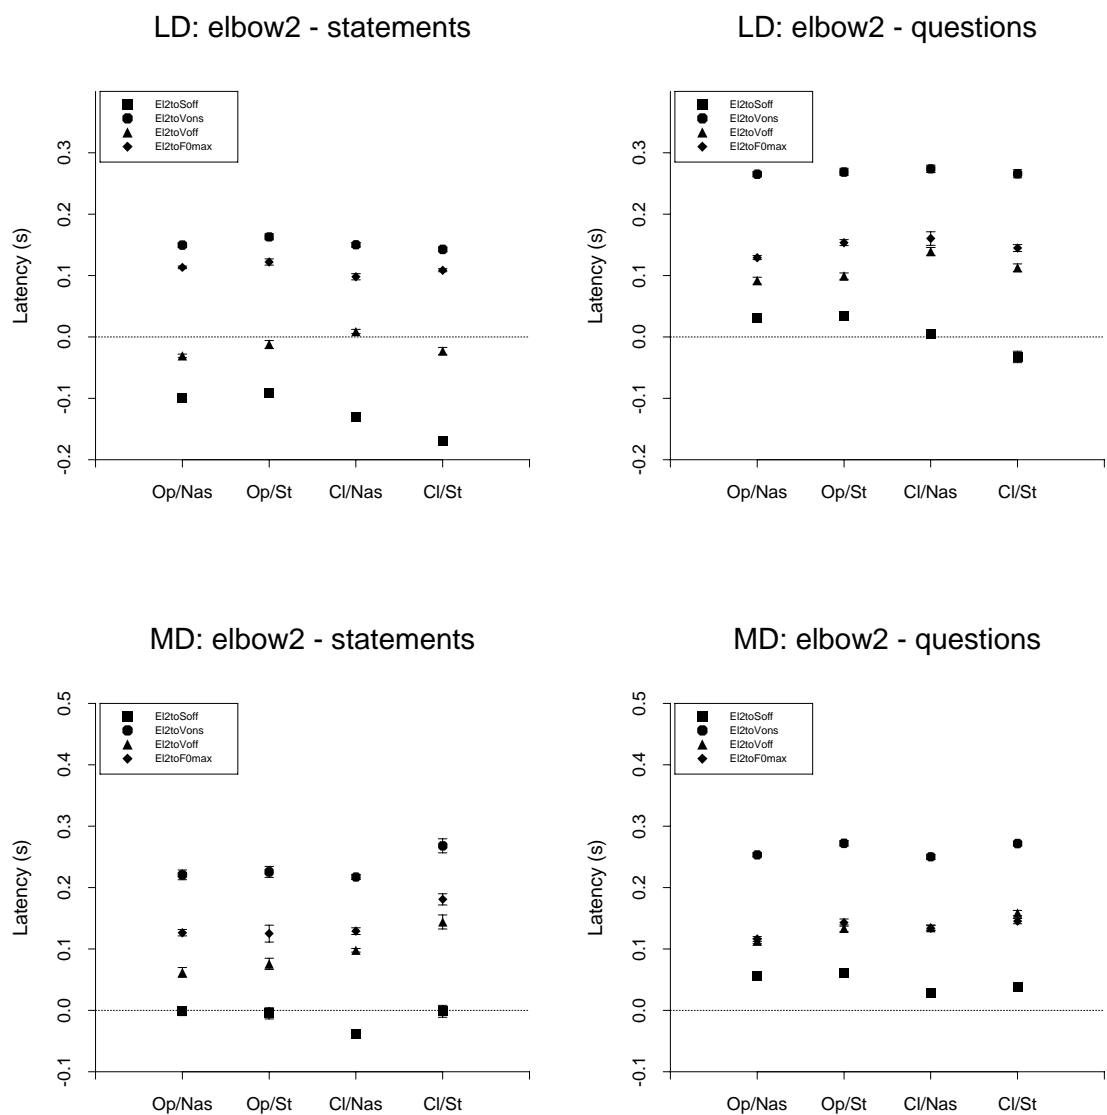 LD: elbow2 - statements
El2toSoff
El2toVons
El2toVoff
El2toF0max
Latency (s)
0.3
0.2
0.1
0.0
-0.1
-0.2
Op/Nas Op/St Cl/Nas Cl/St
LD: elbow2 - questions
El2toSoff
El2toVons
El2toVoff
El2toF0max
Latency (s)
0.3
0.2
0.1
0.0
-0.1
-0.2
Op/Nas Op/St Cl/Nas Cl/St
MD: elbow2 - statements
El2toSoff
El2toVons
El2toVoff
El2toF0max
Latency (s)
0.5
0.4
0.3
0.2
0.1
0.0
-0.1
Op/Nas Op/St Cl/Nas Cl/St
MD: elbow2 - questions
El2toSoff
El2toVons
El2toVoff
El2toF0max
Latency (s)
0.5
0.4
0.3
0.2
0.1
0.0
-0.1
Op/Nas Op/St Cl/Nas Cl/St